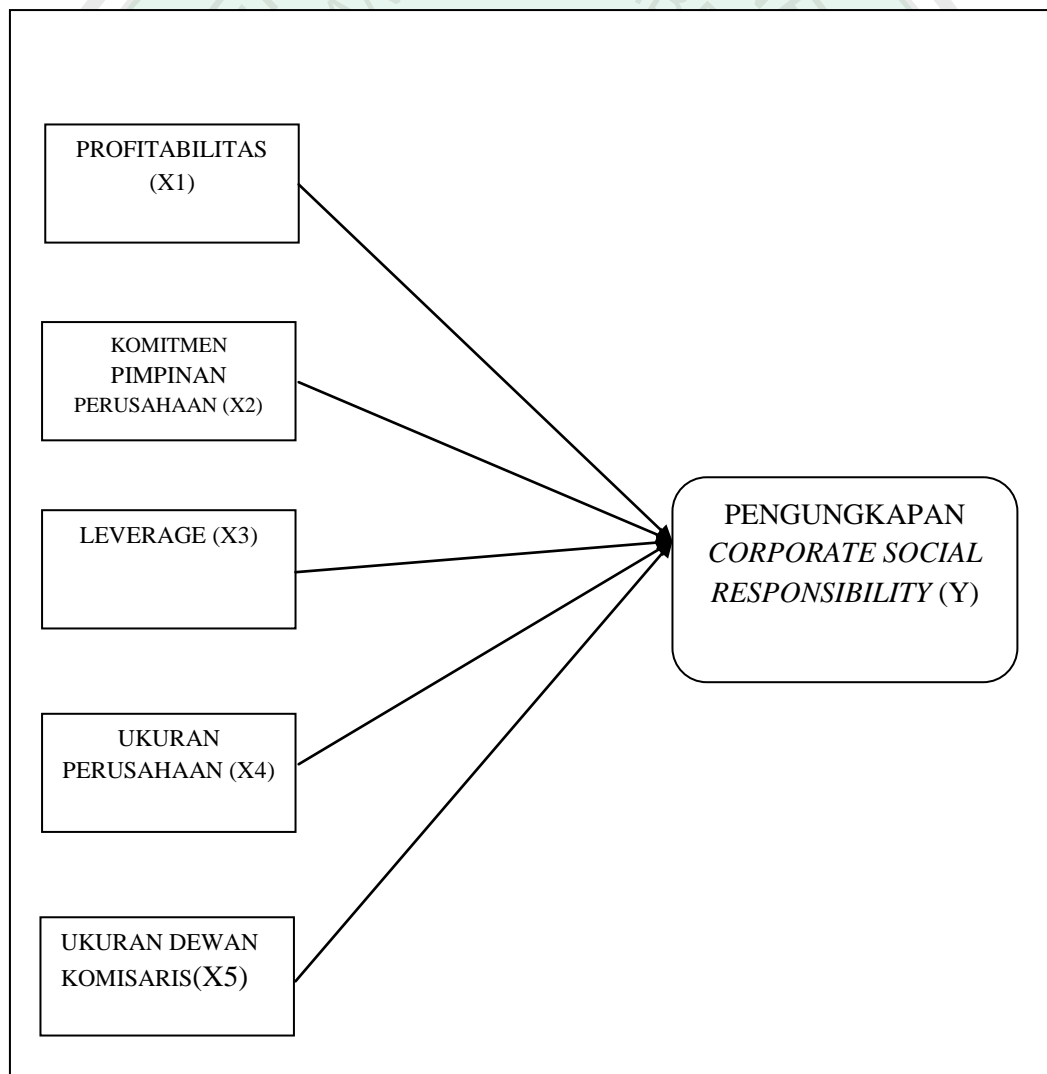 PROFITABILITAS
(X1)
KOMITMEN
PIMPINAN
PERUSAHAAN (X2)
LEVERAGE (X3)
UKURAN
PERUSAHAAN (X4)
UKURAN DEWAN
KOMISARIS(X5)
PENGUNGKAPAN
CORPORATE SOCIAL
RESPONSIBILITY (Y)